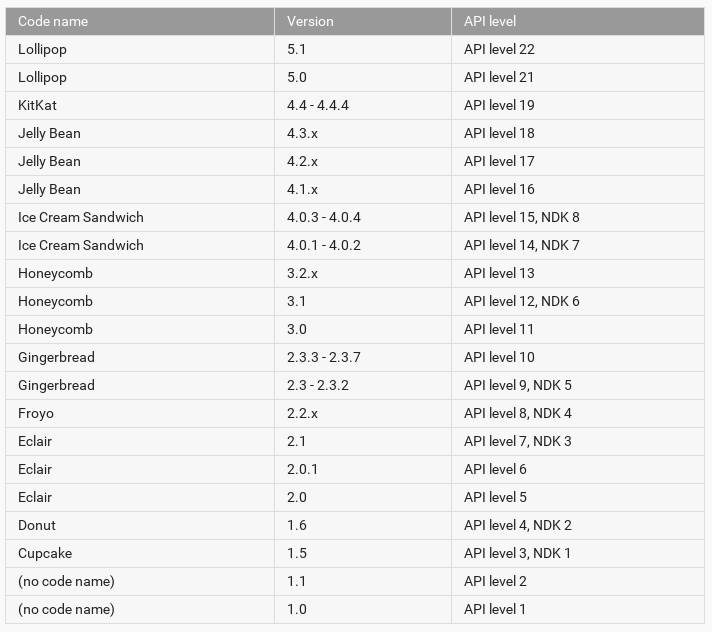 Code name Version API level
Lollipop 5.1 API level 22
Lollipop 5.0 API level 21
KitKat 4.4 - 4.4.4 API level 19
Jelly Bean 4.3.x API level 18
Jelly Bean 4.2.x API level 17
Jelly Bean 4.1.x API level 16
Ice Cream Sandwich 4.0.3 - 4.0.4 API level 15, NDK 8
Ice Cream Sandwich 4.0.1 - 4.0.2 API level 14, NDK 7
Honeycomb 3.2.x API level 13
Honeycomb 3.1 API level 12, NDK 6
Honeycomb 3.0 API level 11
Gingerbread 2.3.3 - 2.3.7 API level 10
Gingerbread 2.3 - 2.3.2 API level 9, NDK 5
Froyo 2.2.x API level 8, NDK 4
Eclair 2.1 API level 7, NDK 3
Eclair 2.0.1 API level 6
Eclair 2.0 API level 5
Donut 1.6 API level 4, NDK 2
Cupcake 1.5 API level 3, NDK 1
(no code name) 1.1 API level 2
(no code name) 1.0 API level 1